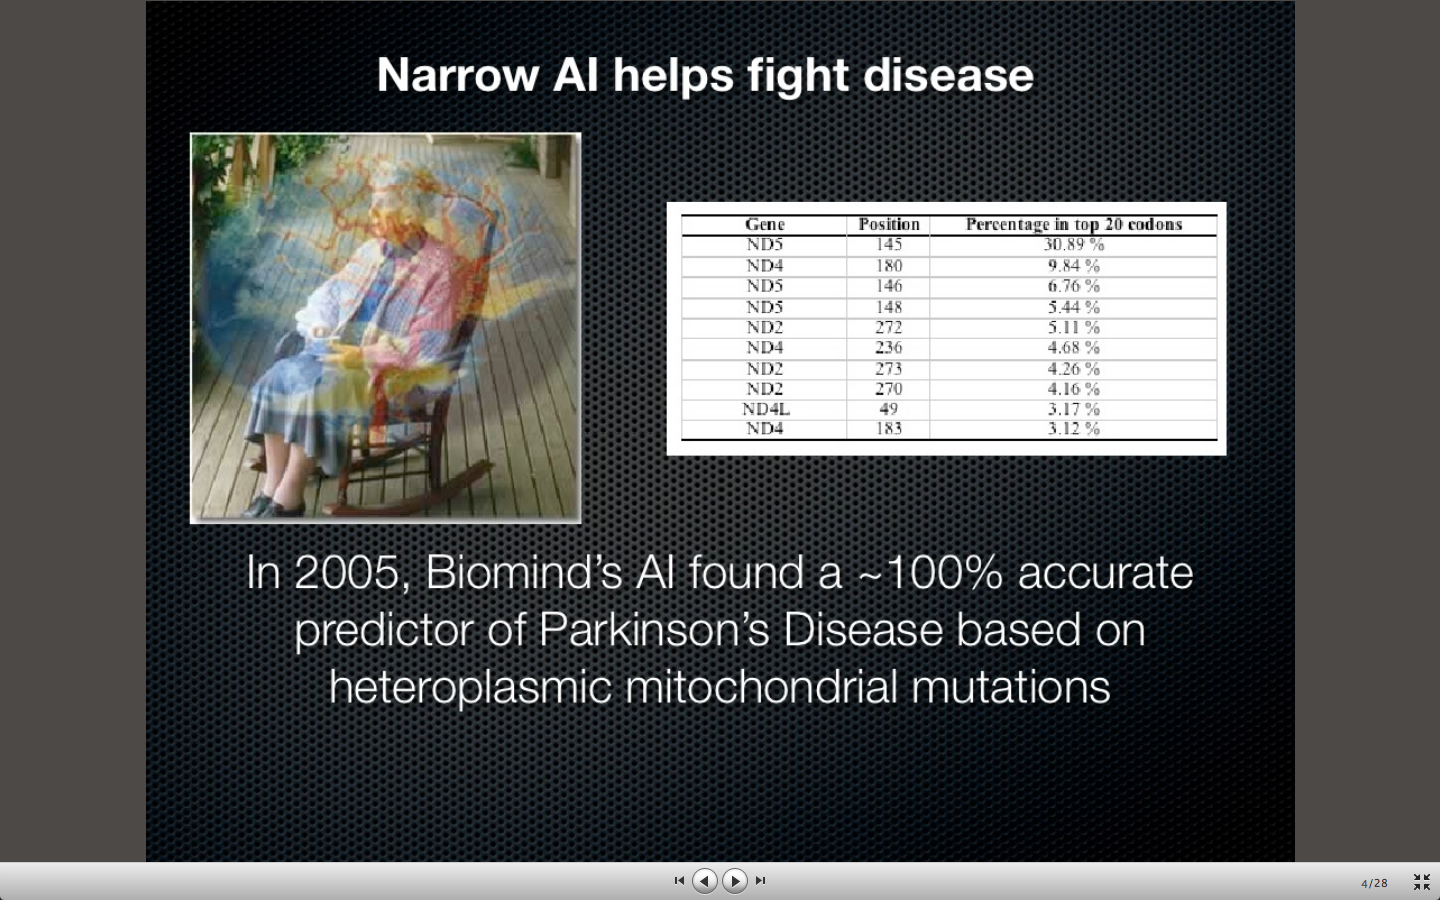 Narrow AI helps fight disease
Gene Position Percentage in top 20 codons
ND5 145 30.89 %
ND4 180 9.84 %
ND5 146 6.76 %
ND5 148 5.44 %
ND2 272 5.11 %
ND4 236 4.68 %
ND2 273 4.26 %
ND2 270 4.16 %
ND4L 49 3.17 %
ND4 183 3.12 %
In 2005, Biomind’s AI found a ~100% accurate
predictor of Parkinson’s Disease based on
heteroplasmic mitochondrial mutations
4/28